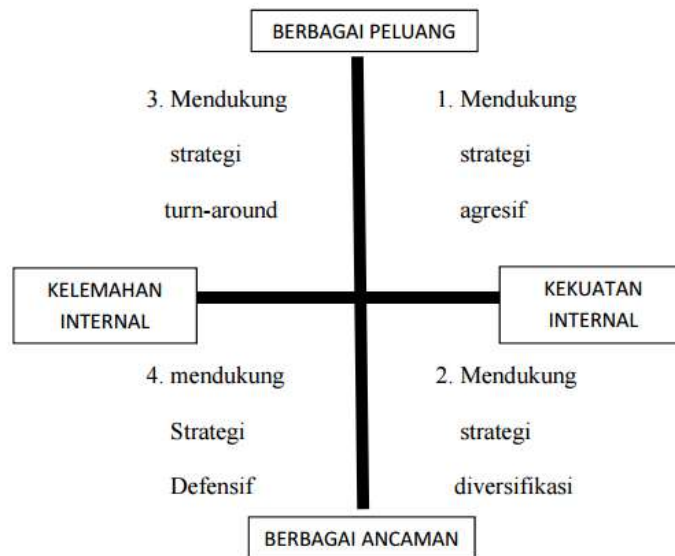 BERBAGAI PELUANG
3. Mendukung
strategi
turn-around
1. Mendukung
strategi
agresif
KELEMAHAN
INTERNAL
KEKUATAN
INTERNAL
4. mendukung
Strategi
Defensif
2. Mendukung
strategi
diversifikasi
BERBAGAI ANCAMAN